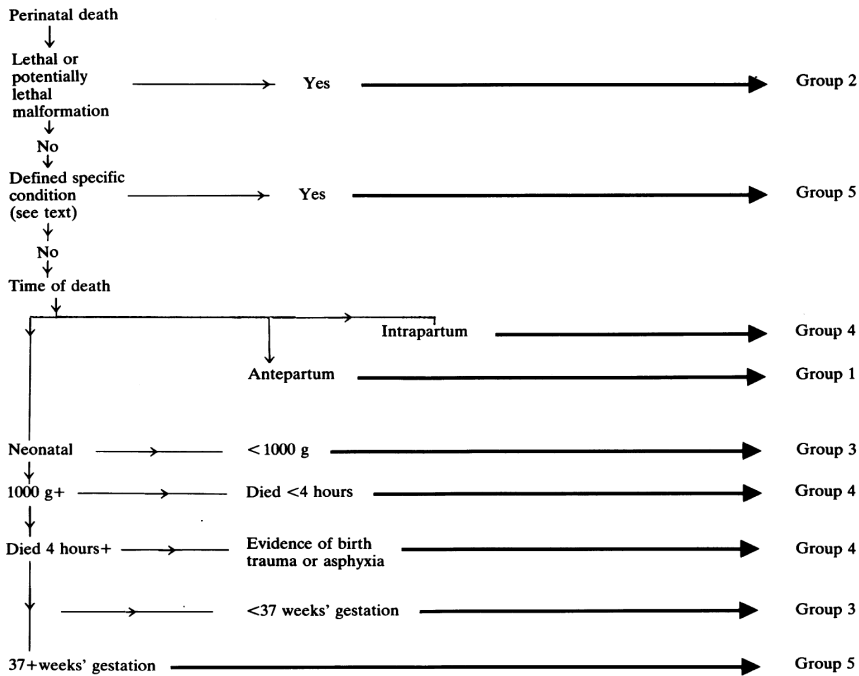 Perinatal death
Lethal or
potentially
lethal
malformation
Yes
Group 2
No
Defined specific
condition
(see text)
Yes
Group 5
No
Time of death
Intrapartum
Group 4
Antepartum
Group 1
Neonatal
<1000 g
Group 3
1000 g+
Died <4 hours
Group 4
Died 4 hours+
Evidence of birth
trauma or asphyxia
Group 4
<37 weeks' gestation
Group 3
37+weeks' gestation
Group 5